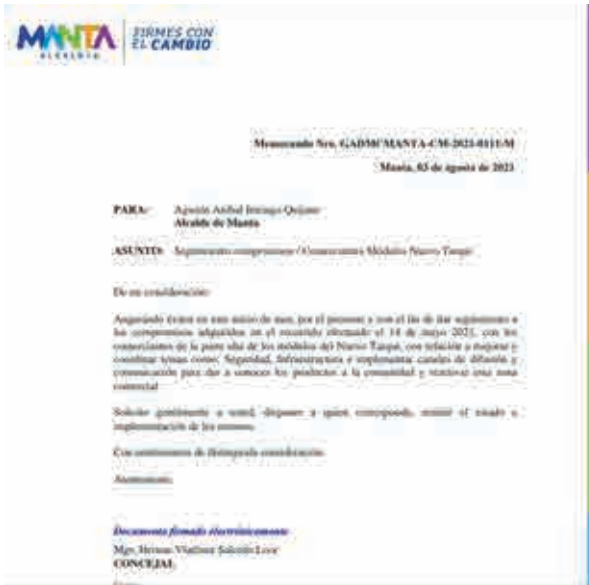 MANTA
ALCALDÍA
FIRMES CON
EL CAMBIO
Memorando Nro. GADMCMANTA-CM-2021-0111-M
Manta, 03 de agosto de 2021
PARA:
Alcalde de Manta
ASUNTO: Seguimiento compromisos / Comerciantes Módulos Nuevo Tarqui
De mi consideración:
Augurando éxitos en este inicio de mes, por el presente y con el fin de dar seguimiento a
los compromisos adquiridos en el recorrido efectuado el 14 de mayo 2021, con los
comerciantes de la parte alta de los módulos del Nuevo Tarqui, con relación a mejorar y
coordinar temas como: Seguridad, Infraestructura e implementar canales de difusión y
comunicación para dar a conocer los productos a la comunidad y reactivar esta zona
comercial
Solicito gentilmente a usted, disponer a quien corresponda, remitir el estado e
implementación de los mismos.
Con sentimientos de distinguida consideración.
Atentamente,
Documento firmado electrónicamente
Mgs.
CONCEJAL